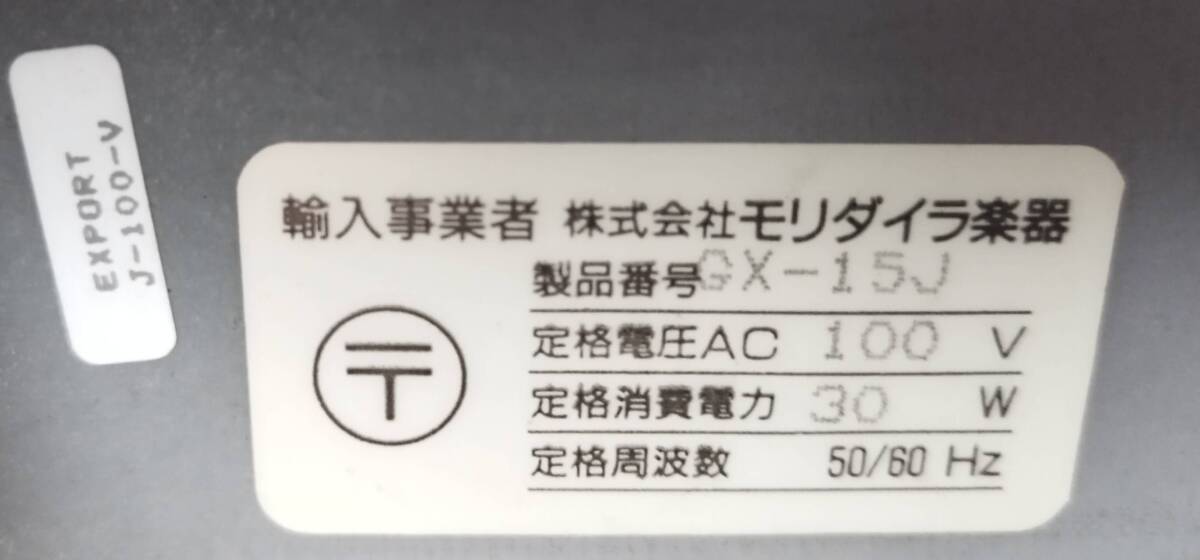 EXPORT
J-100-V
輸入事業者 株式会社モリダイラ楽器
製品番号 GX-15J
定格電圧AC 100 V
定格消費電力 30 W
定格周波数 50/60 Hz
〒